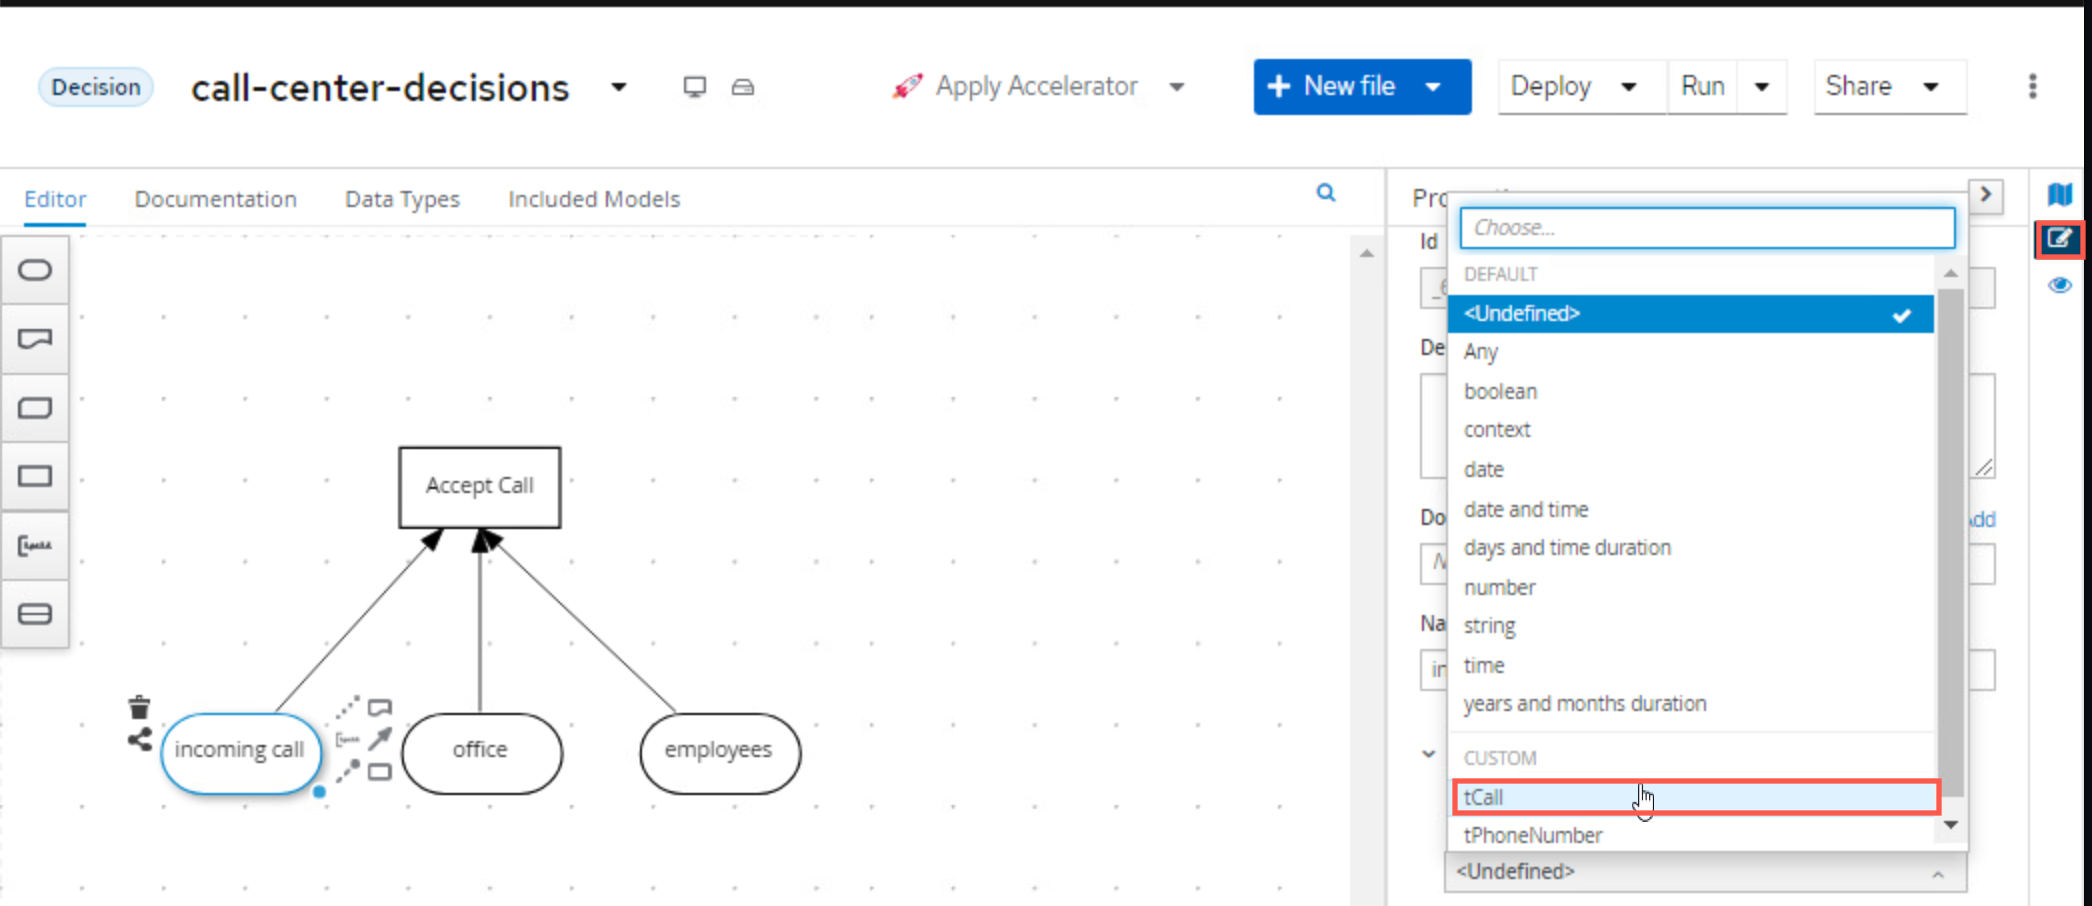 Decision call-center-decisions Apply Accelerator New file Deploy Run Share
Editor Documentation Data Types Included Models
Pro
Choose...
Id
DEFAULT
<Undefined>
Any
De
boolean
context
date
date and time
Do
days and time duration
number
Na
string
time
in
years and months duration
CUSTOM
tCall
tPhoneNumber
<Undefined>
Accept Call
incoming call
office
employees